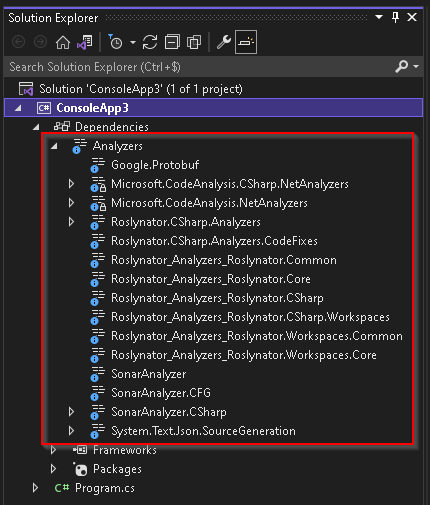 Solution Explorer
Search Solution Explorer (Ctrl+$)
Solution 'ConsoleApp3' (1 of 1 project)
C# ConsoleApp3
Dependencies
Analyzers
Google.Protobuf
Microsoft.CodeAnalysis.CSharp.NetAnalyzers
Microsoft.CodeAnalysis.NetAnalyzers
Roslynator.CSharp.Analyzers
Roslynator.CSharp.Analyzers.CodeFixes
Roslynator_Analyzers_Roslynator.Common
Roslynator_Analyzers_Roslynator.Core
Roslynator_Analyzers_Roslynator.CSharp
Roslynator_Analyzers_Roslynator.CSharp.Workspaces
Roslynator_Analyzers_Roslynator.Workspaces.Common
Roslynator_Analyzers_Roslynator.Workspaces.Core
SonarAnalyzer
SonarAnalyzer.CFG
SonarAnalyzer.CSharp
System.Text.Json.SourceGeneration
Frameworks
Packages
C# Program.cs